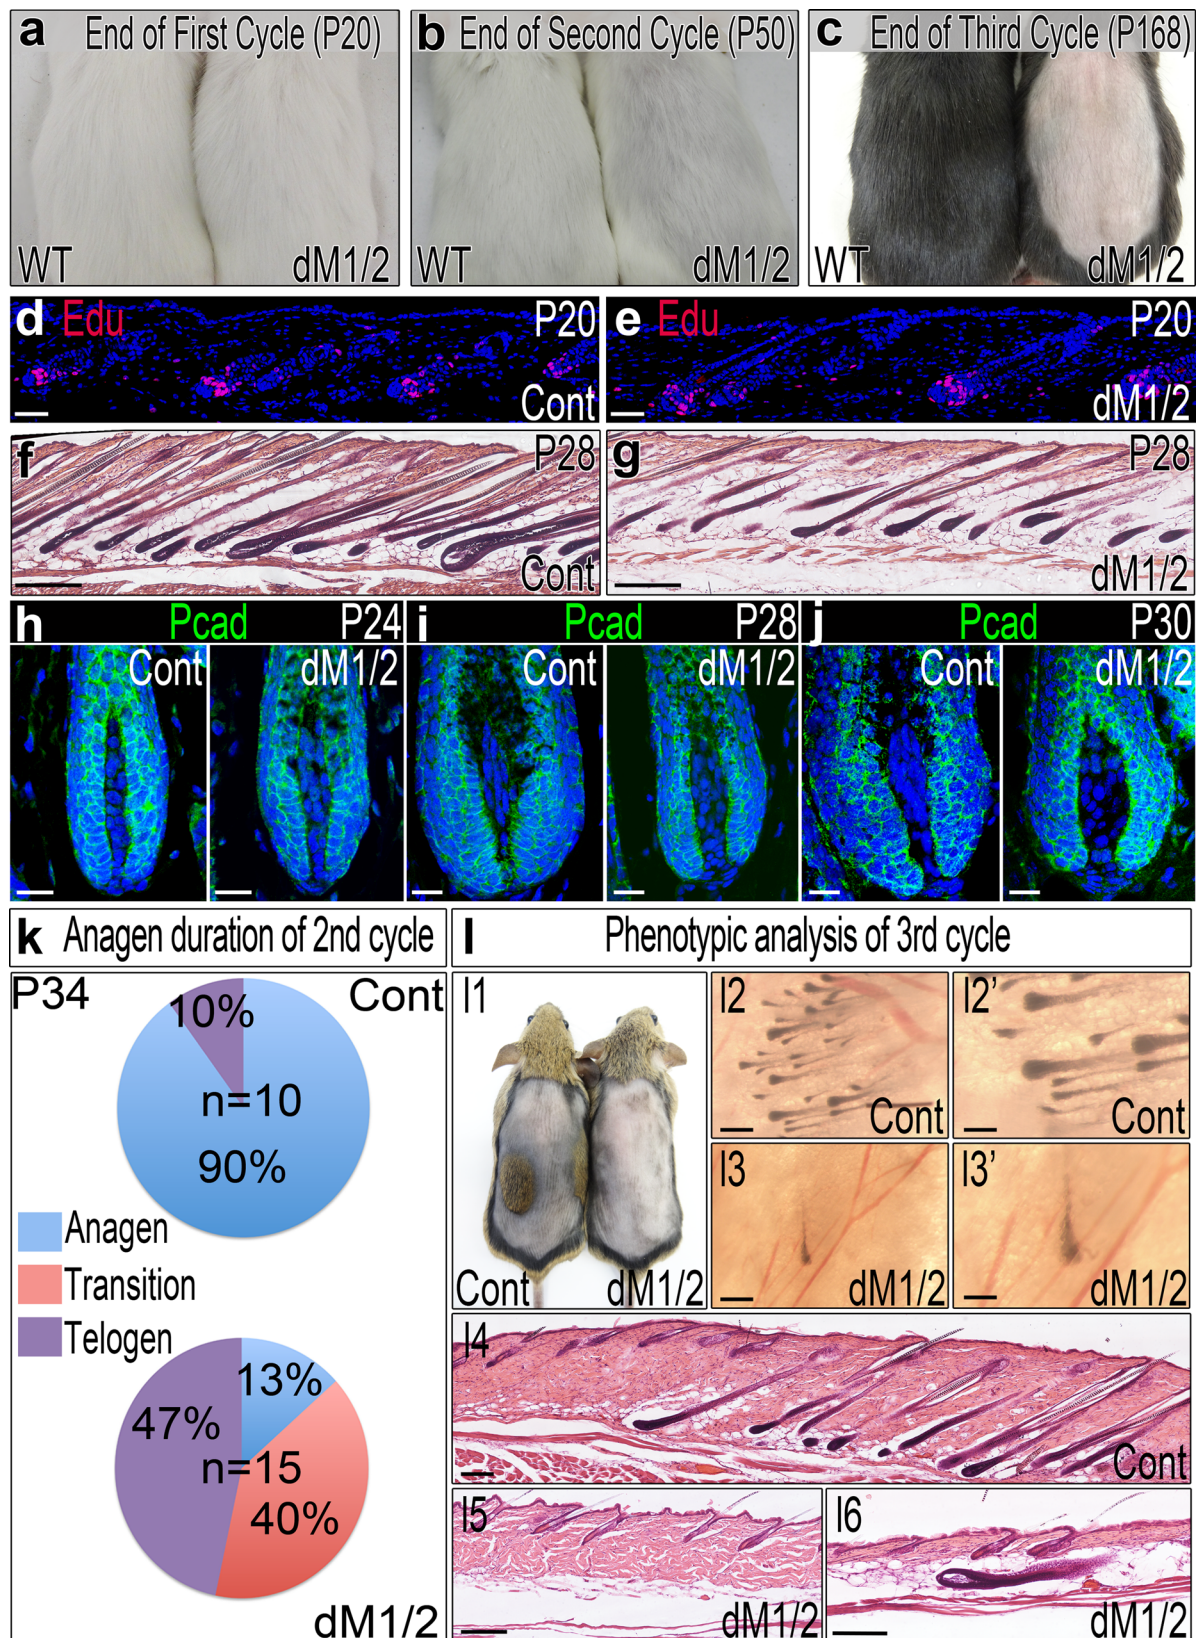 a End of First Cycle (P20)
WT dM1/2
b End of Second Cycle (P50)
WT dM1/2
c End of Third Cycle (P168)
WT dM1/2
d Edu P20
Cont
e Edu P20
dM1/2
f P28
Cont
g P28
dM1/2
h Pcad P24
Cont dM1/2
i Pcad P28
Cont dM1/2
j Pcad P30
Cont dM1/2
k Anagen duration of 2nd cycle
P34 Cont
10%
n=10
90%
Anagen
Transition
Telogen
13%
47%
n=15
40%
dM1/2
l Phenotypic analysis of 3rd cycle
l1
Cont dM1/2
l2
Cont
l2’
Cont
l3
dM1/2
l3’
dM1/2
l4
Cont
l5
dM1/2
l6
dM1/2